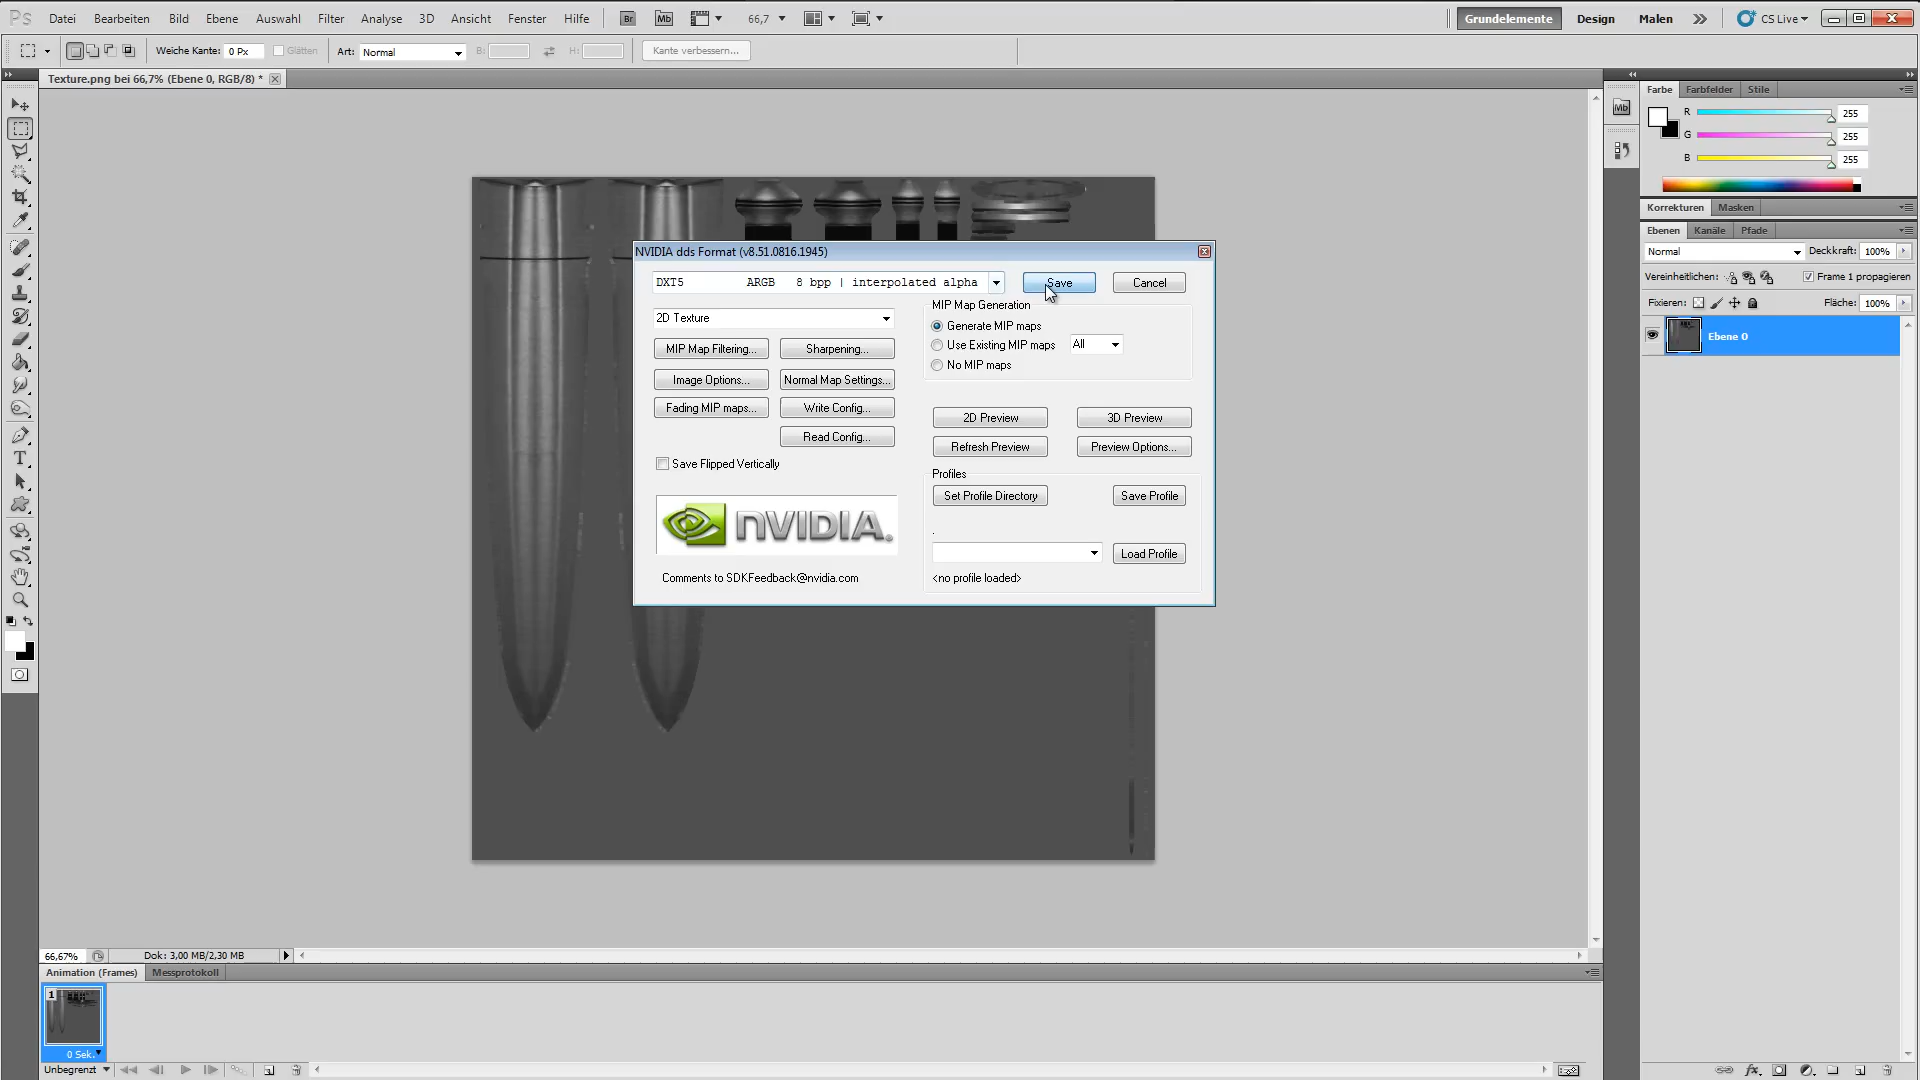 Ps Datei Bearbeiten Bild Ebene Auswahl Filter Analyse 3D Ansicht Fenster Hilfe Br Mb 66,7 Grundelemente Design Malen CS Live
Weiche Kante: 0 Px Glätten Art: Normal B: H: Kante verbessern...
Texture.png bei 66,7% (Ebene 0, RGB/8) *
Farbe Farbfelder Stile
Mb
R 255
G 255
B 255
Korrekturen Masken
Ebenen Kanäle Pfade
Normal Deckkraft: 100%
Vereinheitlichen: Frame 1 propagieren
Fixieren: Fläche: 100%
Ebene 0
NVIDIA dds Format (v8.51.0816.1945)
DXT5 ARGB 8 bpp | interpolated alpha
Save Cancel
2D Texture
MIP Map Generation
Generate MIP maps
Use Existing MIP maps All
No MIP maps
MIP Map Filtering... Sharpening...
Image Options... Normal Map Settings...
Fading MIP maps... Write Config...
Read Config...
2D Preview 3D Preview
Refresh Preview Preview Options...
Save Flipped Vertically
Profiles
Set Profile Directory Save Profile
.
Load Profile
<no profile loaded>
NVIDIA.
Comments to SDKFeedback@nvidia.com
T
66,67% Dok: 3,00 MB/2,30 MB
Animation (Frames) Messprotokoll
1
0 Sek.
Unbegrenzt
fx